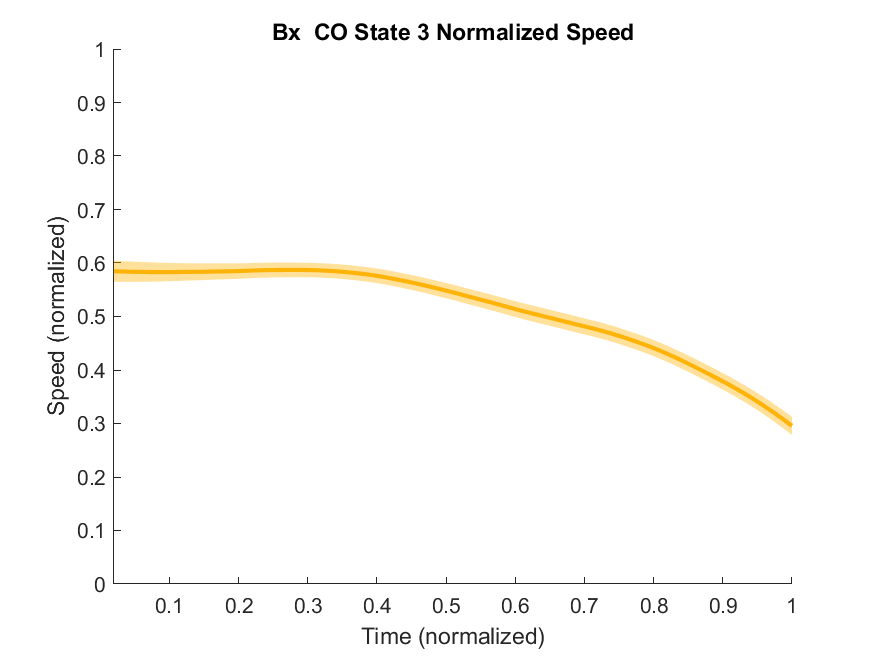 Bx  CO State 3 Normalized Speed
1
0.9
0.8
0.7
0.6
0.5
0.4
0.3
0.2
0.1
0
Speed (normalized)
0.1 0.2 0.3 0.4 0.5 0.6 0.7 0.8 0.9 1
Time (normalized)